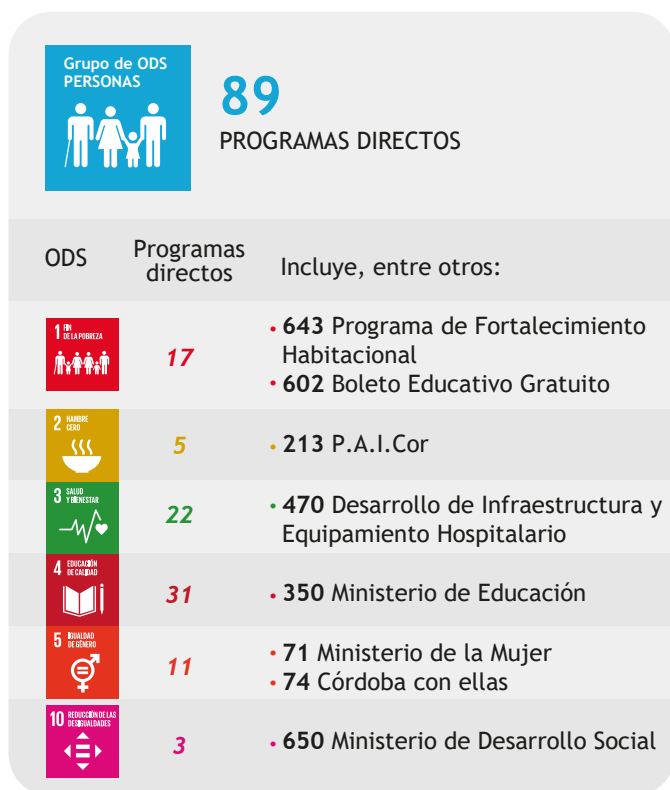 Grupo de ODS
PERSONAS
89
PROGRAMAS DIRECTOS
ODS
Programas
directos
Incluye, entre otros:
1 FIN
DE LA POBREZA
17
• 643 Programa de Fortalecimiento
Habitacional
• 602 Boleto Educativo Gratuito
2 HAMBRE
CERO
5
• 213 P.A.I.Cor
3 SALUD
Y BIENESTAR
22
• 470 Desarrollo de Infraestructura y
Equipamiento Hospitalario
4 EDUCACIÓN
DE CALIDAD
31
• 350 Ministerio de Educación
5 IGUALDAD
DE GÉNERO
11
• 71 Ministerio de la Mujer
• 74 Córdoba con ellas
10 REDUCCIÓN DE LAS
DESIGUALDADES
3
• 650 Ministerio de Desarrollo Social